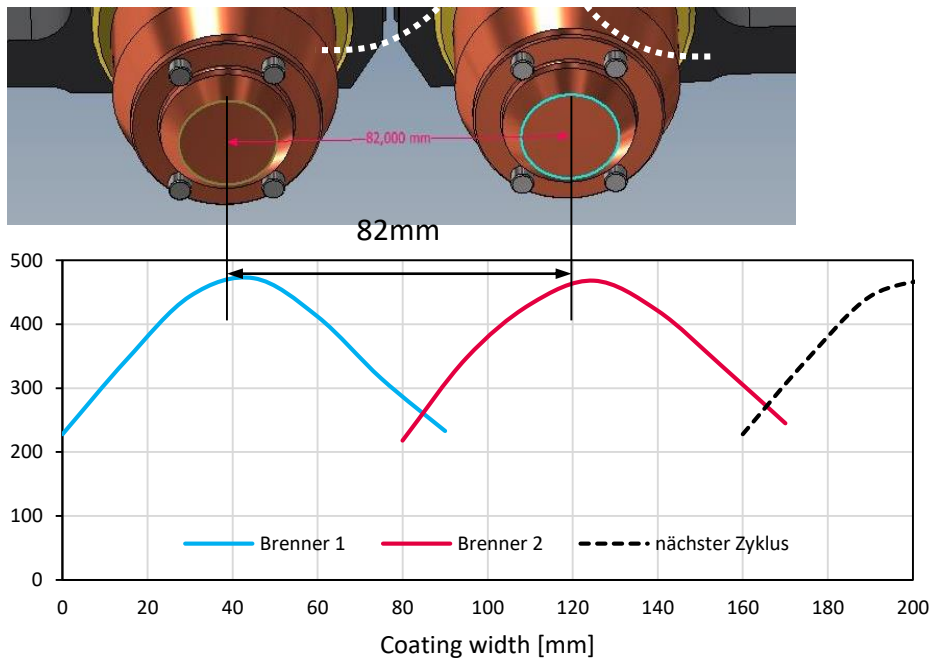 82,000 mm
82mm
500
400
300
200
100
0
Brenner 1 Brenner 2 nächster Zyklus
0 20 40 60 80 100 120 140 160 180 200
Coating width [mm]